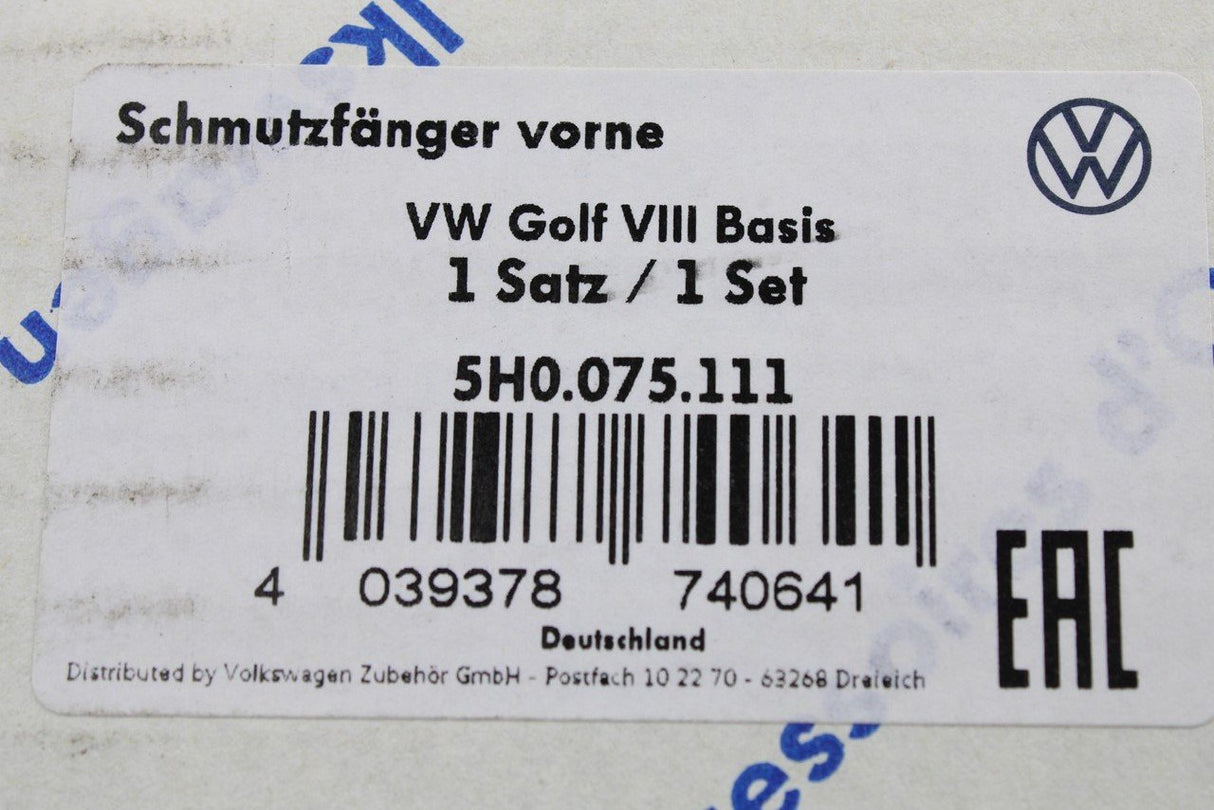 Schmutzfänger vorne
VW Golf VIII Basis
1 Satz / 1 Set
5H0.075.111
4 039378 740641
Deutschland
Distributed by Volkswagen Zubehör GmbH - Postfach 10 22 70 - 63268 Dreieich
EAC